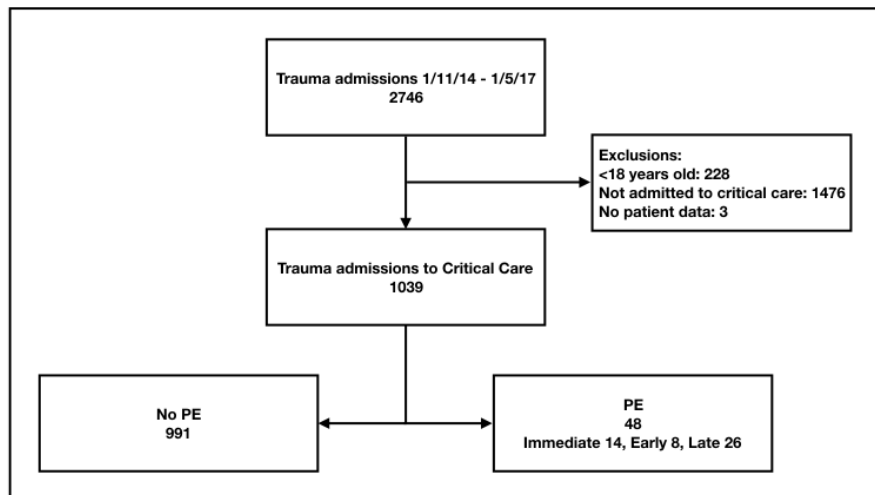 Trauma admissions 1/11/14 - 1/5/17
2746
Exclusions:
<18 years old: 228
Not admitted to critical care: 1476
No patient data: 3
Trauma admissions to Critical Care
1039
No PE
991
PE
48
Immediate 14, Early 8, Late 26